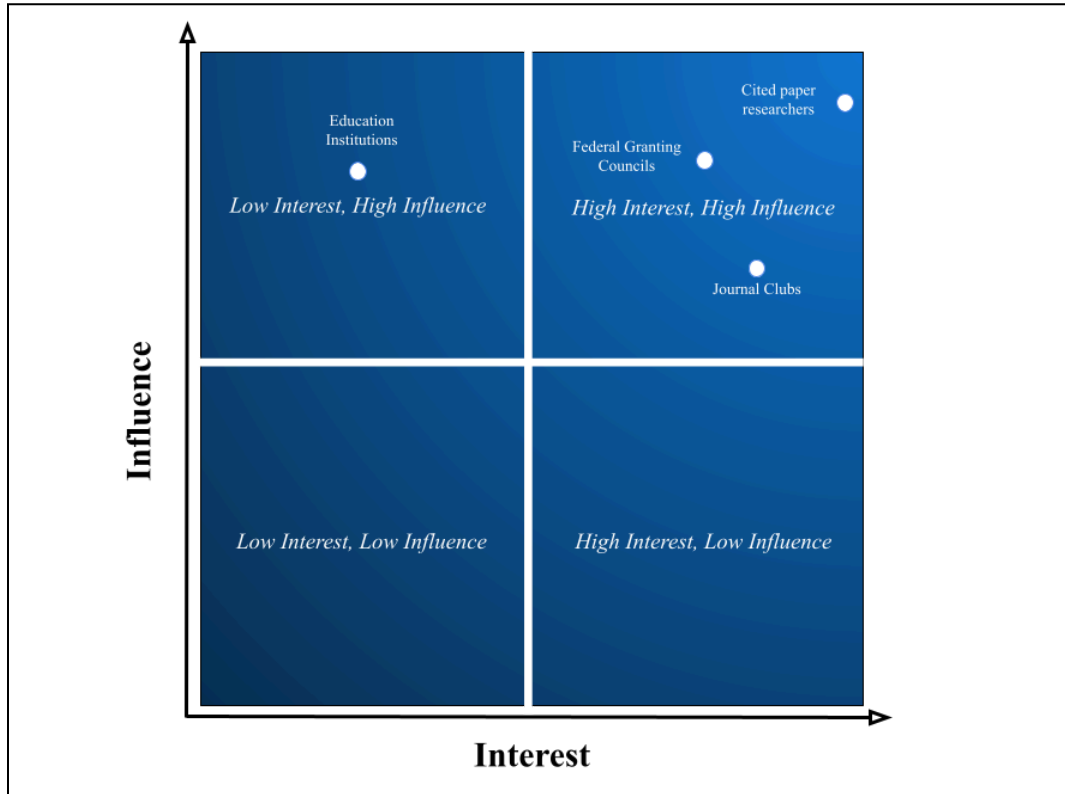 Cited paper
researchers
Education
Institutions
Federal Granting
Councils
Low Interest, High Influence
High Interest, High Influence
Journal Clubs
Influence
Low Interest, Low Influence
High Interest, Low Influence
Interest